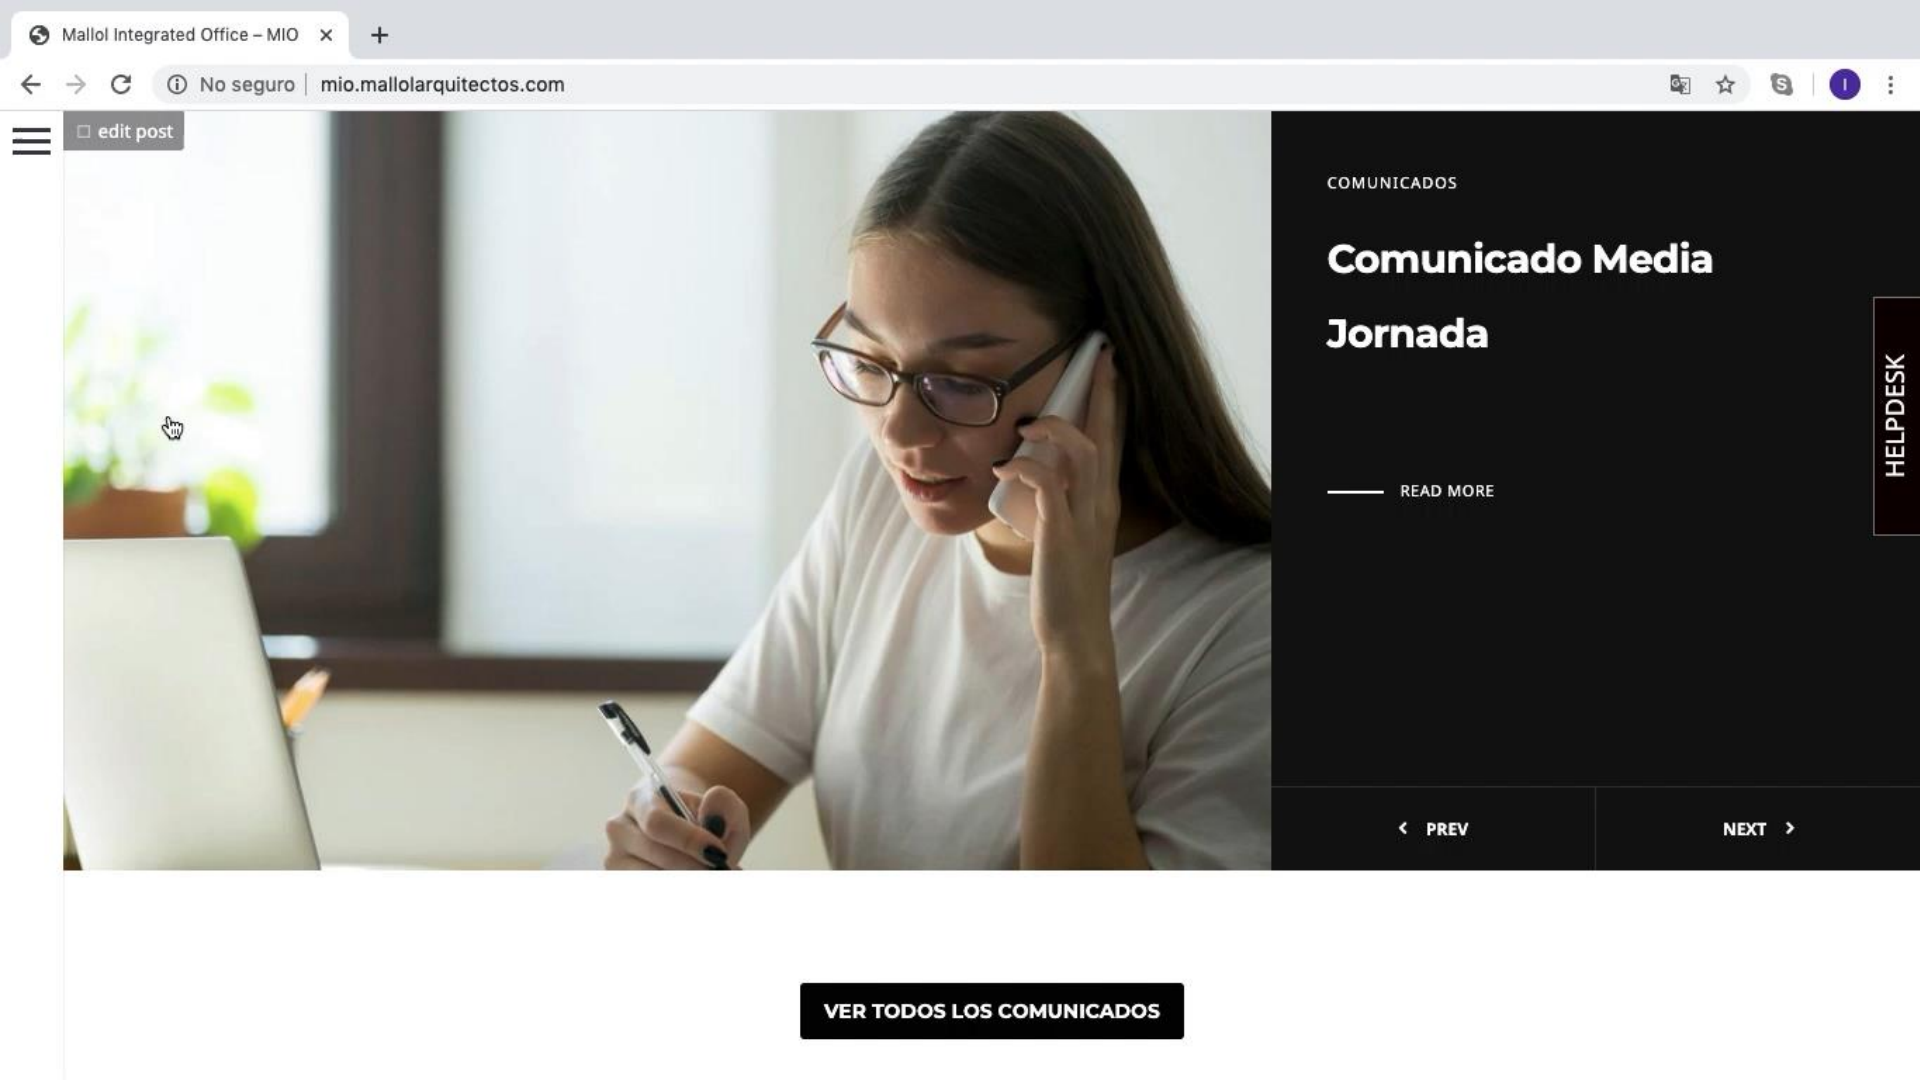 Mallol Integrated Office – MIO
No seguro
mio.mallolarquitectos.com
I
edit post
COMUNICADOS
Comunicado Media
Jornada
READ MORE
HELPDESK
PREV
NEXT
VER TODOS LOS COMUNICADOS